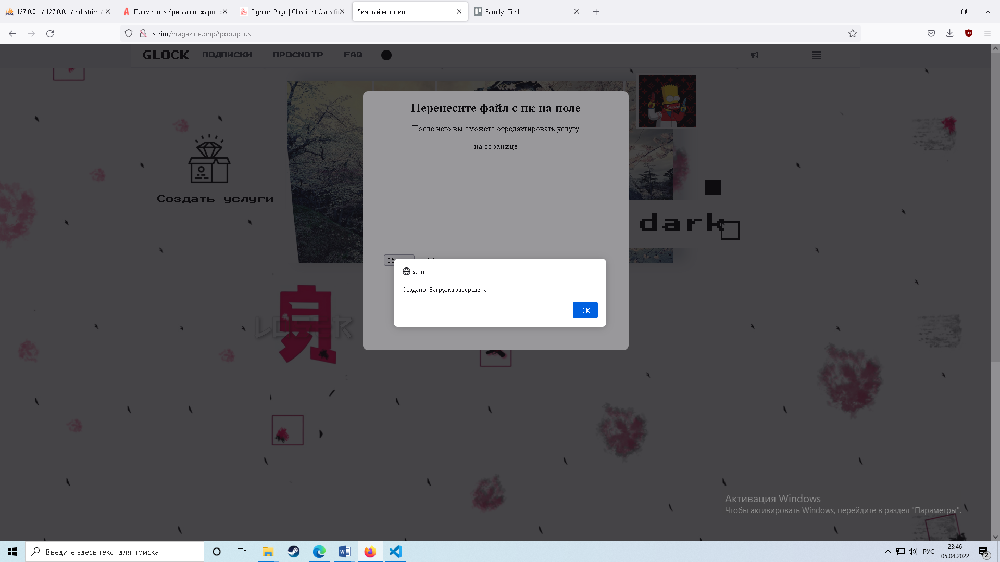 127.0.0.1 / 127.0.0.1 / bd_strim /
Пламенная бригада пожарны
Sign up Page | ClassiList Classifi
Личный магазин
Family | Trello
strim/magazine.php#popup_usl
GLOCK
ПОДПИСКИ
ПРОСМОТР
FAQ
Перенесите файл с пк на поле
После чего вы сможете отредактировать услугу
на странице
Supre
Создать услуги
dark
strim
Создано: Загрузка завершена
OK
Активация Windows
Чтобы активировать Windows, перейдите в раздел "Параметры".
Введите здесь текст для поиска
РУС
23:46
05.04.2022
2